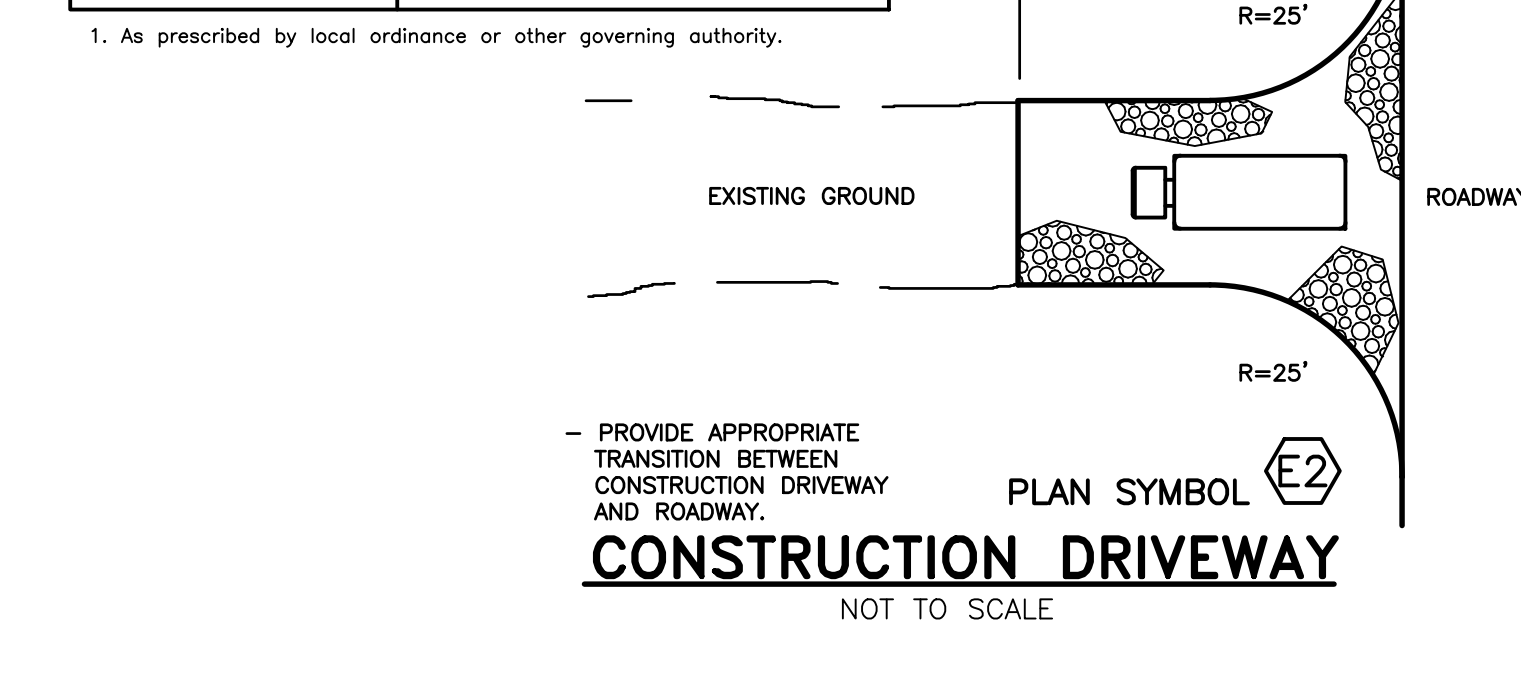 R=25'
1. As prescribed by local ordinance or other governing authority.
EXISTING GROUND
ROADWAY
R=25'
– PROVIDE APPROPRIATE
TRANSITION BETWEEN
CONSTRUCTION DRIVEWAY
AND ROADWAY.
PLAN SYMBOL E2
CONSTRUCTION DRIVEWAY
NOT TO SCALE